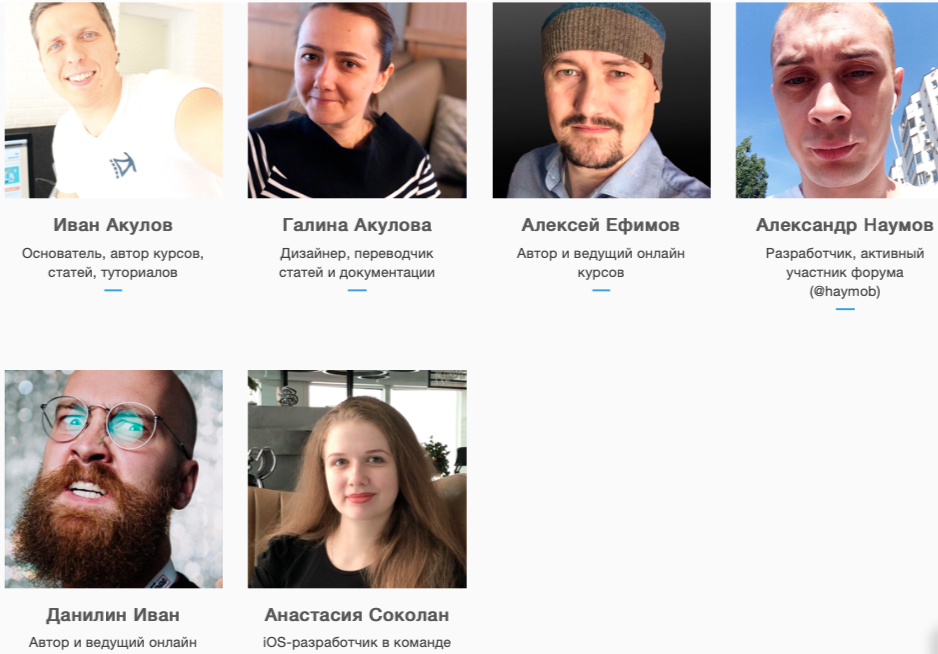 Иван Акулов
Основатель, автор курсов,
статей, туториалов
Галина Акулова
Дизайнер, переводчик
статей и документации
Алексей Ефимов
Автор и ведущий онлайн
курсов
Александр Наумов
Разработчик, активный
участник форума
(@haymob)
Данилин Иван
Автор и ведущий онлайн
Анастасия Соколан
iOS-разработчик в команде